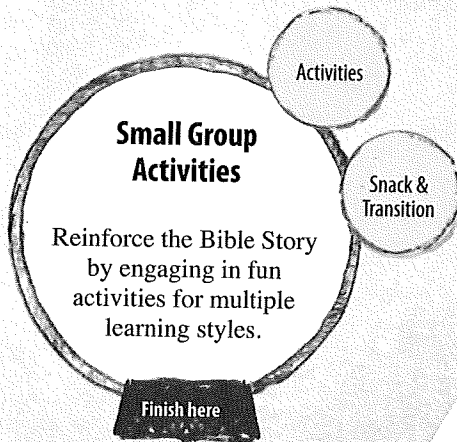 Activities
Small Group
Activities
Snack &
Transition
Reinforce the Bible Story
by engaging in fun
activities for multiple
learning styles.
Finish here